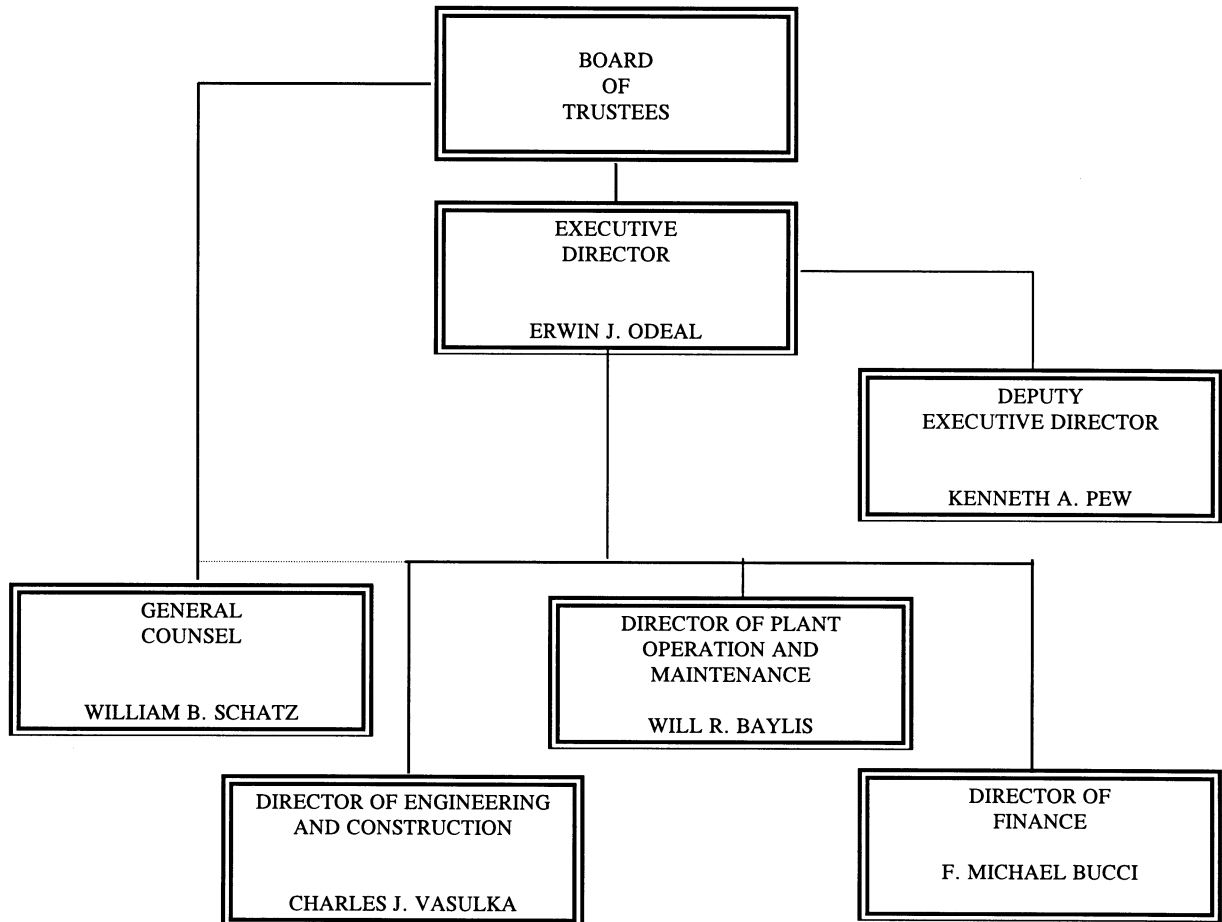 BOARD
OF
TRUSTEES
EXECUTIVE
DIRECTOR
ERWIN J. ODEAL
DEPUTY
EXECUTIVE DIRECTOR
KENNETH A. PEW
GENERAL
COUNSEL
WILLIAM B. SCHATZ
DIRECTOR OF PLANT
OPERATION AND
MAINTENANCE
WILL R. BAYLIS
DIRECTOR OF ENGINEERING
AND CONSTRUCTION
CHARLES J. VASULKA
DIRECTOR OF
FINANCE
F. MICHAEL BUCCI